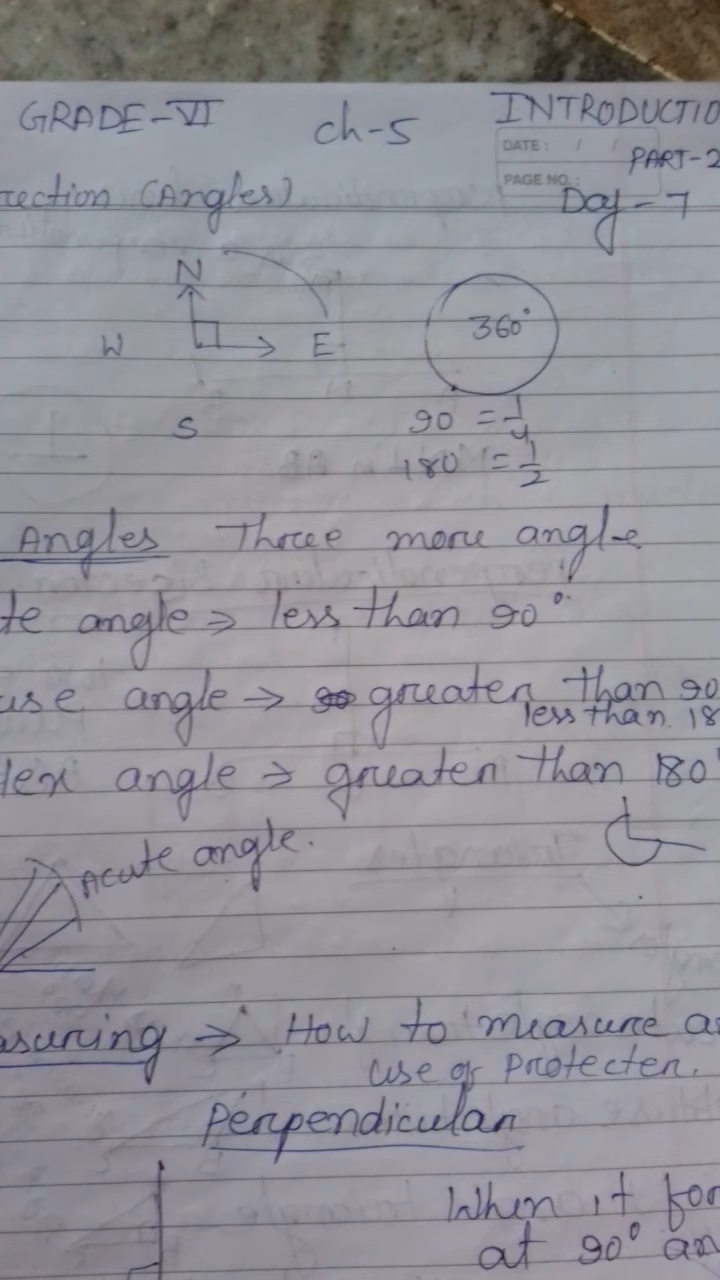 GRADE-VI ch-5 INTRODUCTIO
DATE: / / PART-2
PAGE NO.:
rection (Angles) Day-7
N
W E 360°
S 90 = 1/4
180 = 1/2
Angles Three more angle
te angle → less than 90°
use angle → greater than 90
less than 18
lex angle → greater than 180°
Acute angle.
asuring → How to measure a
use of Protecter.
Perpendicular
When it for
at 90° an